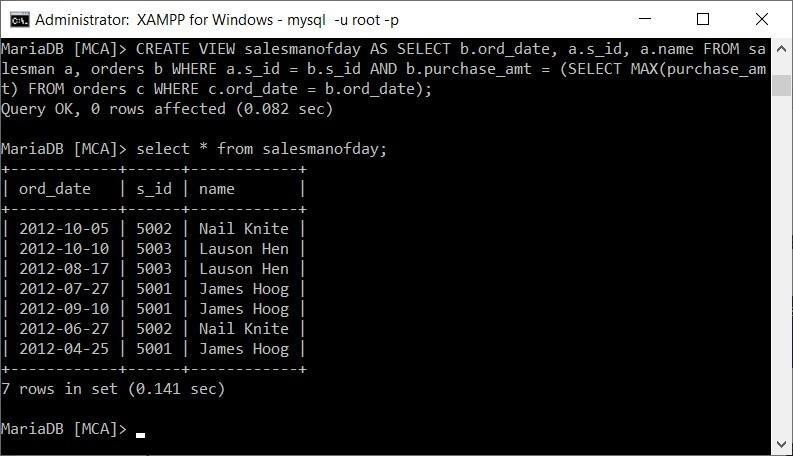 Administrator:  XAMPP for Windows - mysql  -u root -p
MariaDB [MCA]> CREATE VIEW salesmanofday AS SELECT b.ord_date, a.s_id, a.name FROM sa
lesman a, orders b WHERE a.s_id = b.s_id AND b.purchase_amt = (SELECT MAX(purchase_am
t) FROM orders c WHERE c.ord_date = b.ord_date);
Query OK, 0 rows affected (0.082 sec)

MariaDB [MCA]> select * from salesmanofday;
+------------+------+------------+
| ord_date   | s_id | name       |
+------------+------+------------+
| 2012-10-05 | 5002 | Nail Knite |
| 2012-10-10 | 5003 | Lauson Hen |
| 2012-08-17 | 5003 | Lauson Hen |
| 2012-07-27 | 5001 | James Hoog |
| 2012-09-10 | 5001 | James Hoog |
| 2012-06-27 | 5002 | Nail Knite |
| 2012-04-25 | 5001 | James Hoog |
+------------+------+------------+
7 rows in set (0.141 sec)

MariaDB [MCA]>